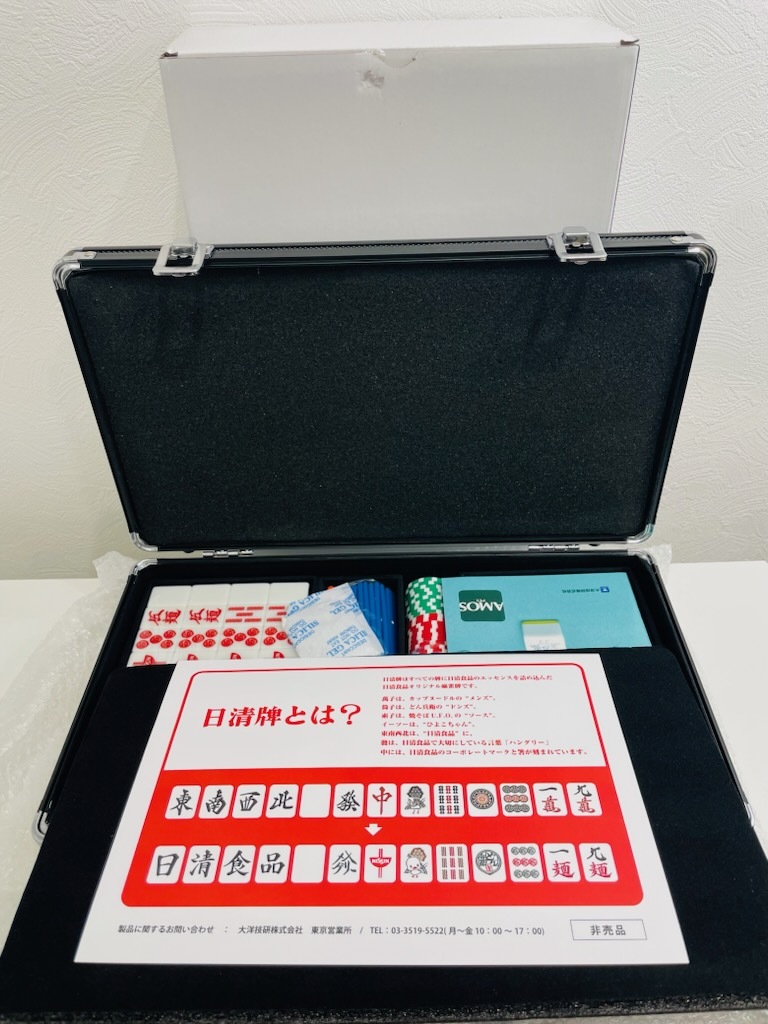 大洋技研株式会社
AMOS
SILICA GEL
日清牌とは？
日清牌はすべての牌に日清食品のエッセンスを詰め込んだ
日清食品オリジナル麻雀牌です。
萬子は、カップヌードルの“メンズ”。
筒子は、どん兵衛の“ドンズ”。
索子は、焼そばU.F.O.の“ソース”。
イーソーは、“ひよこちゃん”。
東南西北は、“日清食品”に。
發は、日清食品で大切にしている言葉「ハングリー」
中には、日清食品のコーポレートマークと箸が刻まれています。
東 南 西 北 發 中 一萬 九萬
日 清 食 品 發 NISSIN 一麺 九麺
製品に関するお問い合わせ ： 大洋技研株式会社 東京営業所 / TEL：03-3519-5522(月～金 10：00 ～ 17：00)
非売品